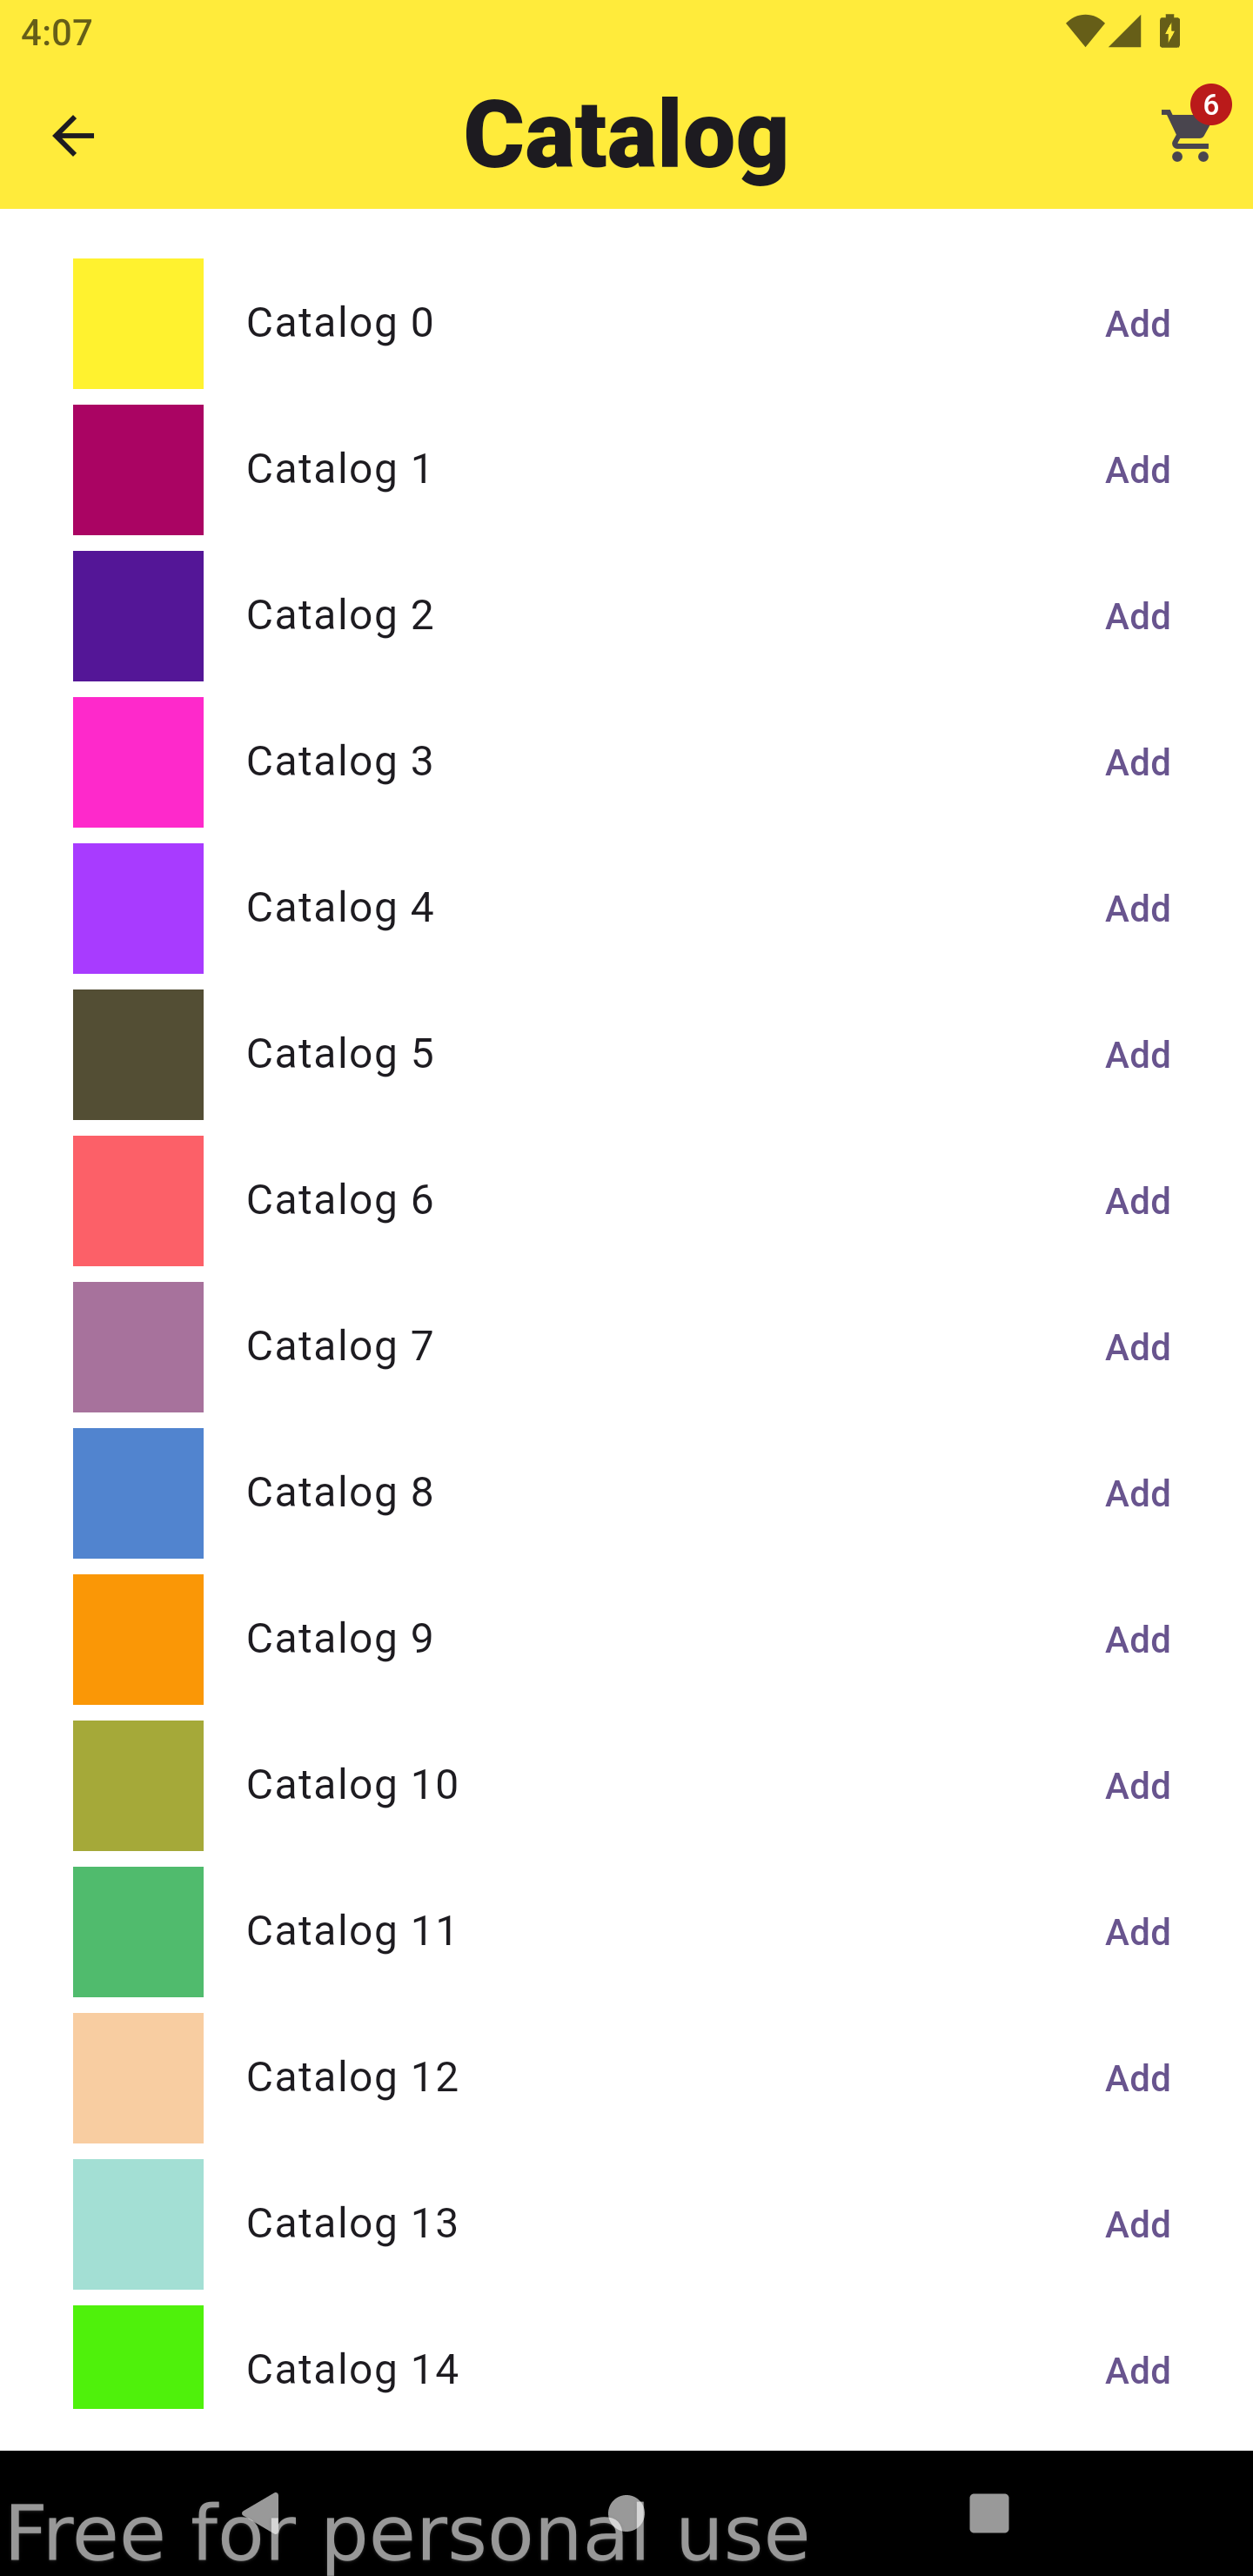 4:07
Catalog
6
Catalog 0 Add
Catalog 1 Add
Catalog 2 Add
Catalog 3 Add
Catalog 4 Add
Catalog 5 Add
Catalog 6 Add
Catalog 7 Add
Catalog 8 Add
Catalog 9 Add
Catalog 10 Add
Catalog 11 Add
Catalog 12 Add
Catalog 13 Add
Catalog 14 Add
Free for personal use